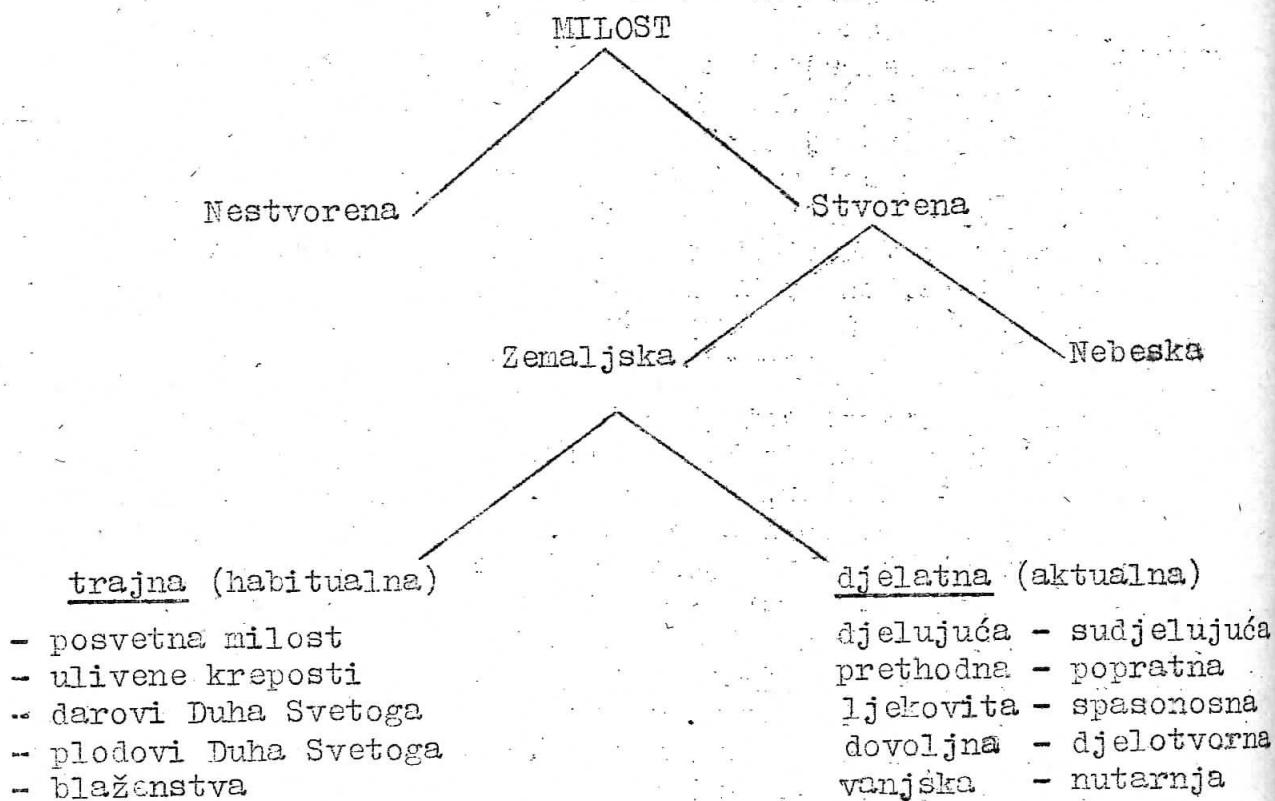 MILOST
Nestvorena Stvorena
Zemaljska Nebeska
trajna (habitualna) djelatna (aktualna)
- posvetna milost djelujuća - sudjelujuća
- ulivene kreposti prethodna - popratna
- darovi Duha Svetoga ljekovita - spasonosna
- plodovi Duha Svetoga dovoljna - djelotvorna
- blaženstva vanjska - nutarnja